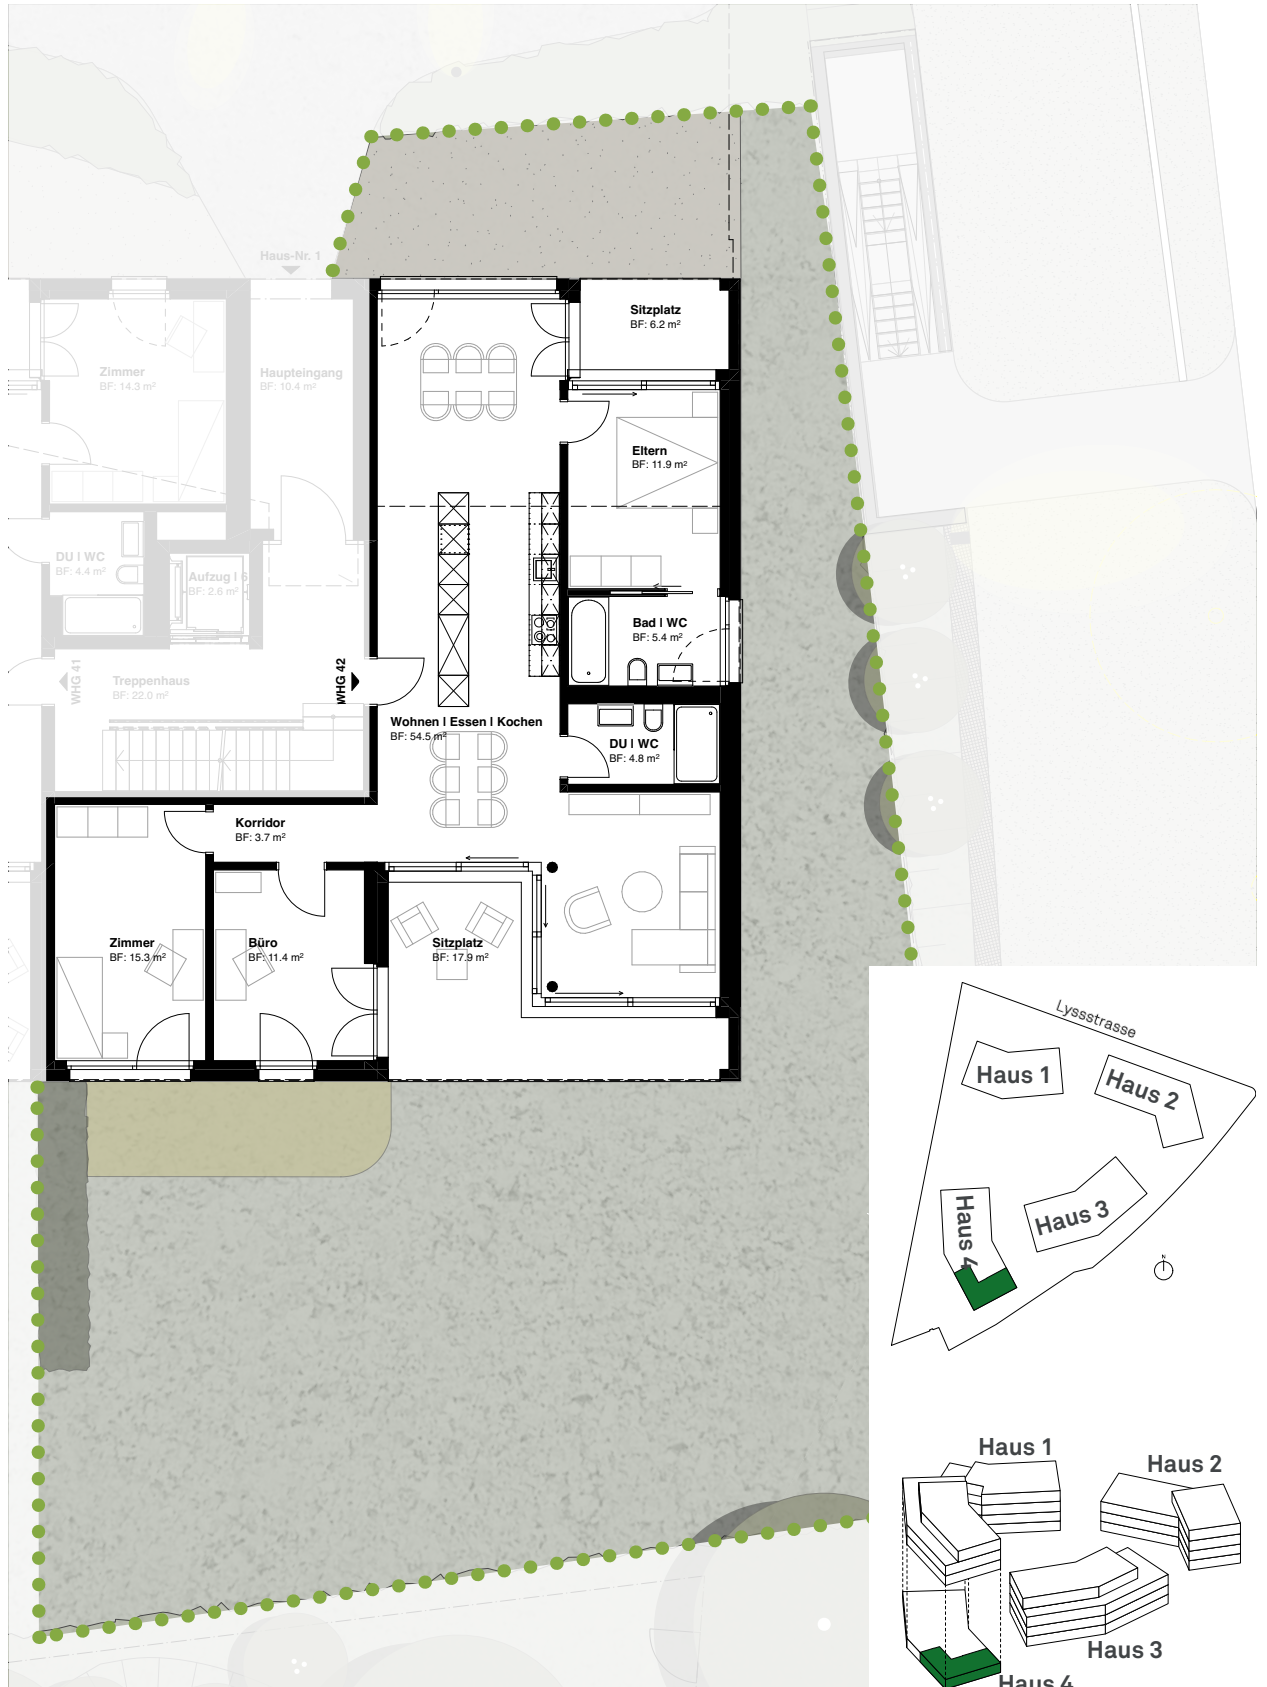 Haus-Nr. 1
Sitzplatz
BF: 6.2 m²
Zimmer
BF: 14.3 m²
Haupteingang
BF: 10.4 m²
Eltern
BF: 11.9 m²
DU I WC
BF: 4.4 m²
Aufzug I 6
BF: 2.6 m²
Bad I WC
BF: 5.4 m²
WHG 41
Treppenhaus
BF: 22.0 m²
WHG 42
Wohnen I Essen I Kochen
BF: 54.5 m²
DU I WC
BF: 4.8 m²
Korridor
BF: 3.7 m²
Zimmer
BF: 15.3 m²
Büro
BF: 11.4 m²
Sitzplatz
BF: 17.9 m²
Lyssstrasse
Haus 1
Haus 2
Haus 3
Haus 4
N
Haus 1
Haus 2
Haus 3
Haus 4